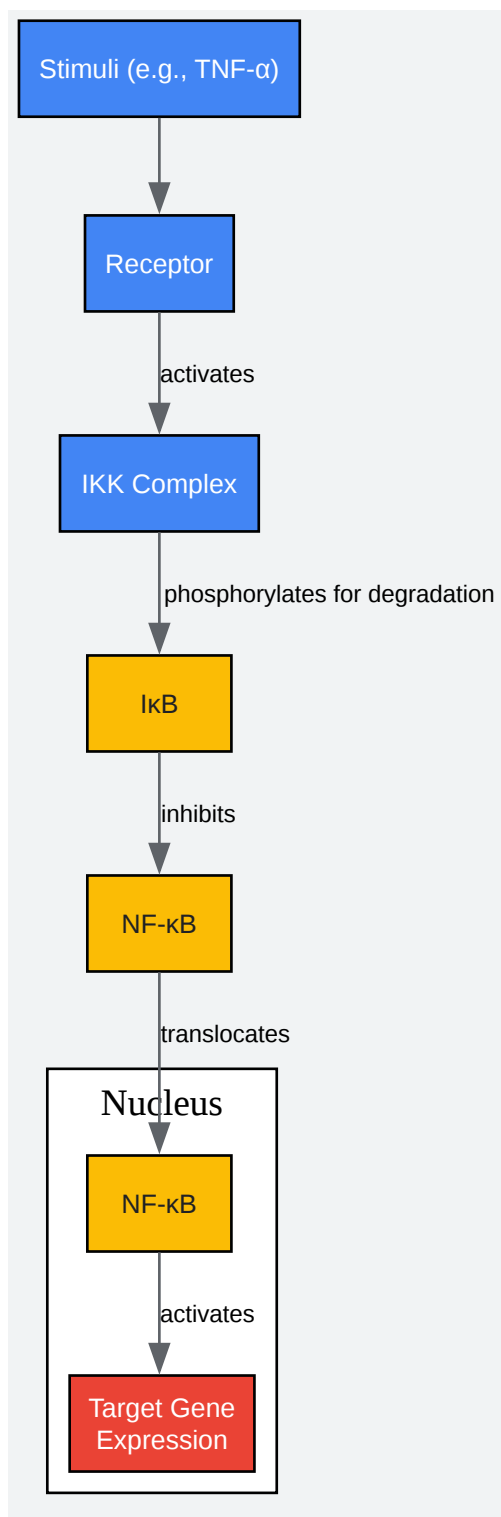 Stimuli (e.g., TNF-α)
Receptor
activates
IKK Complex
phosphorylates for degradation
IκB
inhibits
NF-κB
translocates
Nucleus
NF-κB
activates
Target Gene
Expression